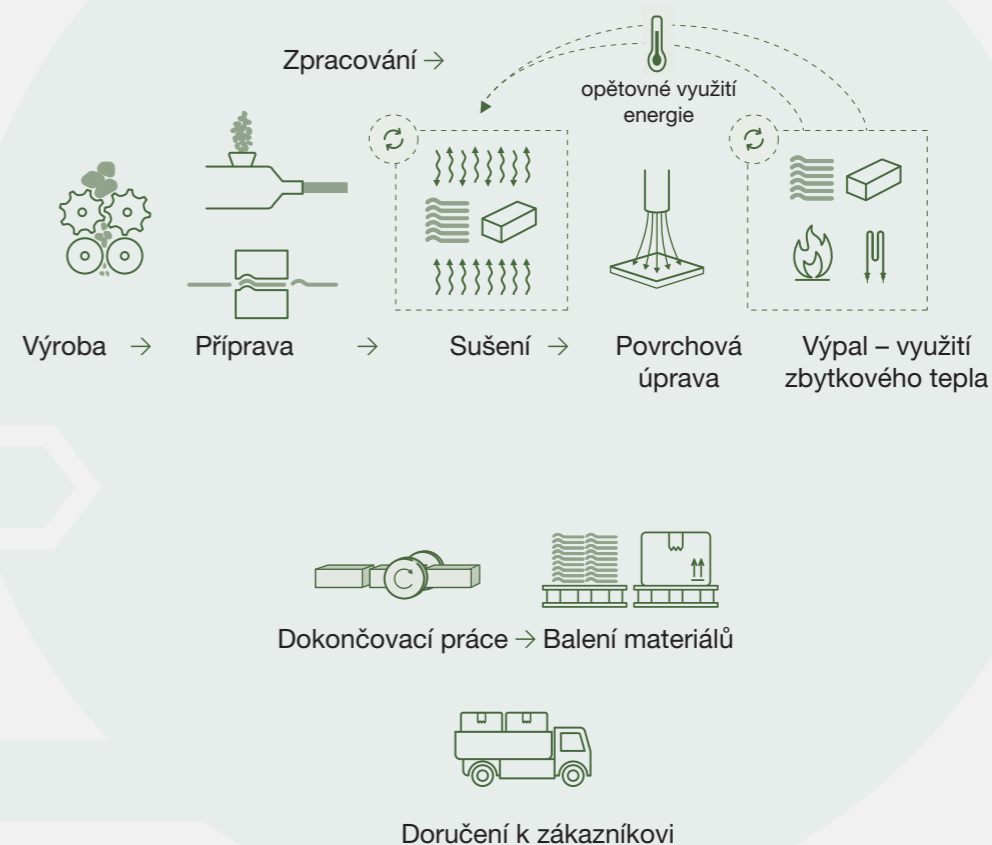 Zpracování →
opětovné využití
energie
Výroba → Příprava → Sušení → Povrchová
úprava
Výpal – využití
zbytkového tepla
Dokončovací práce → Balení materiálů
Doručení k zákazníkovi